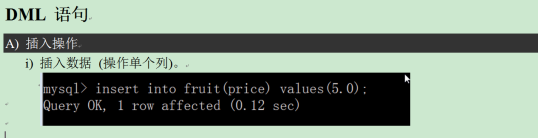 DML 语句
A) 插入操作
i) 插入数据 (操作单个列)。
mysql> insert into fruit(price) values(5.0);
Query OK, 1 row affected (0.12 sec)